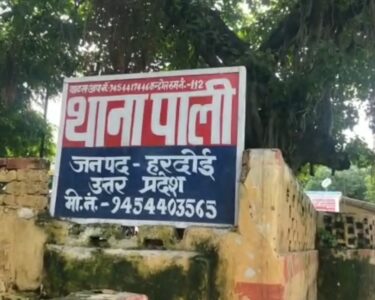 थाना पाली
जनपद - हरदोई
उत्तर प्रदेश
मो. नं. - 9454403565